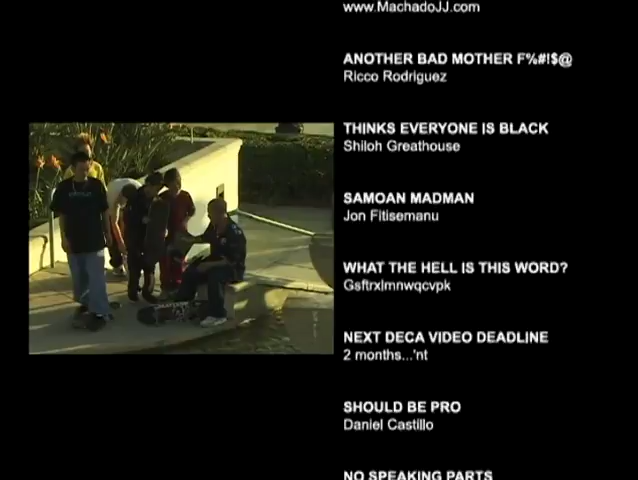 www.MachadoJJ.com
ANOTHER BAD MOTHER F%#!$@
Ricco Rodriguez
THINKS EVERYONE IS BLACK
Shiloh Greathouse
SAMOAN MADMAN
Jon Fitisemanu
WHAT THE HELL IS THIS WORD?
Gsftrxlmnwqcvpk
NEXT DECA VIDEO DEADLINE
2 months...'nt
SHOULD BE PRO
Daniel Castillo
NO SPEAKING PARTS